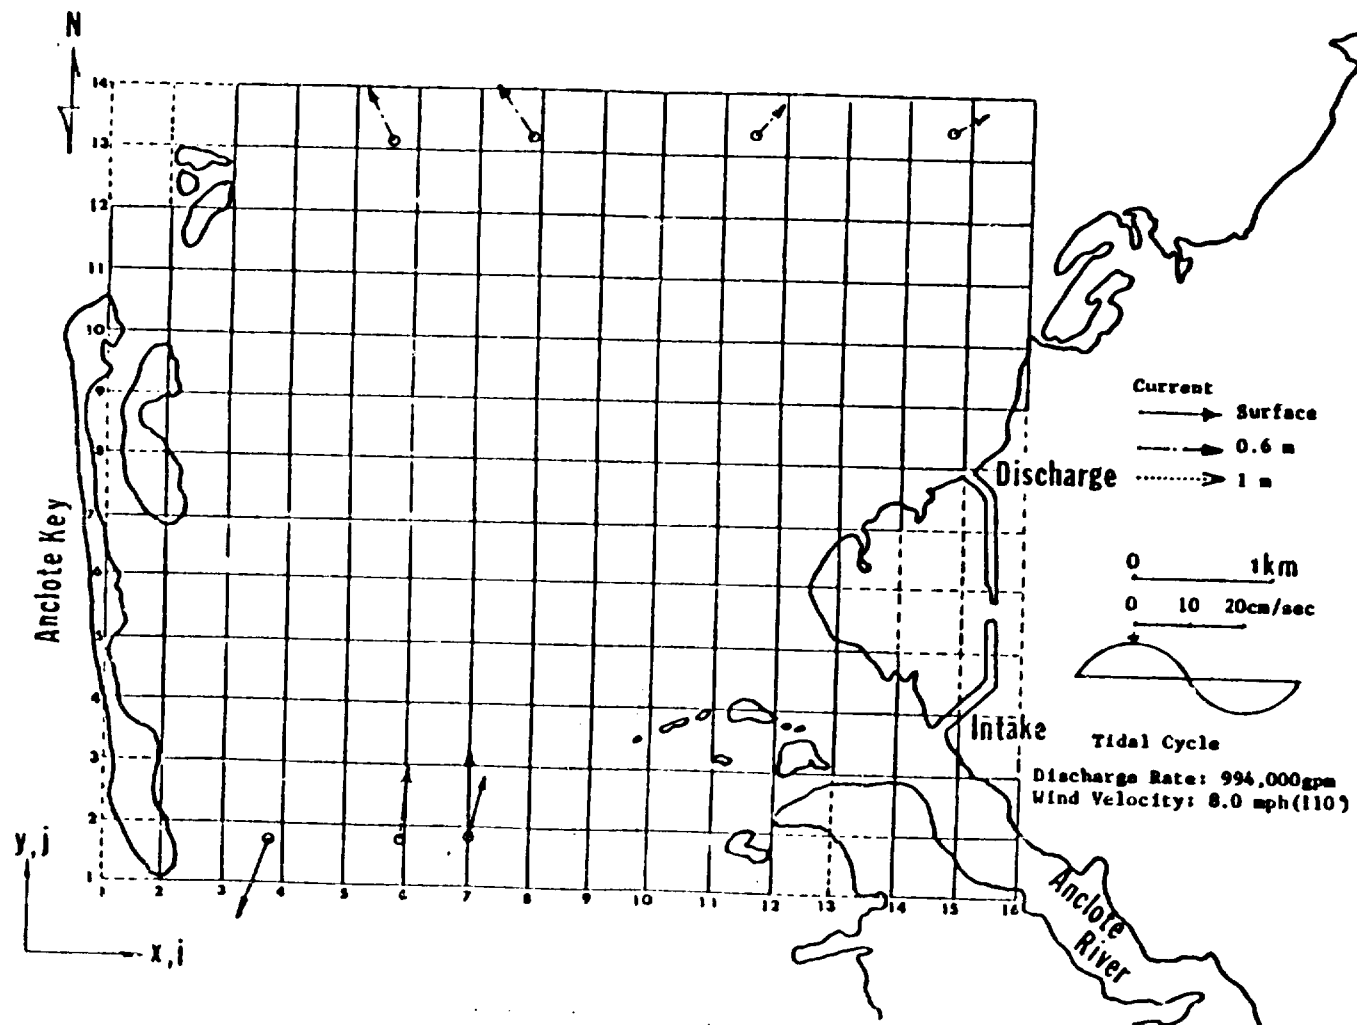 N
14
13
12
11
10
9
8
7
6
5
4
3
2
1
Anclote Key
Current
Surface
0.6 m
1 m
Discharge
0 1km
0 10 20cm/sec
Intake
Tidal Cycle
Discharge Rate: 994,000gpm
Wind Velocity: 8.0 mph(110°)
y,j
1 2 3 4 5 6 7 8 9 10 11 12 13 14 15 16
x,i
Anclote
River